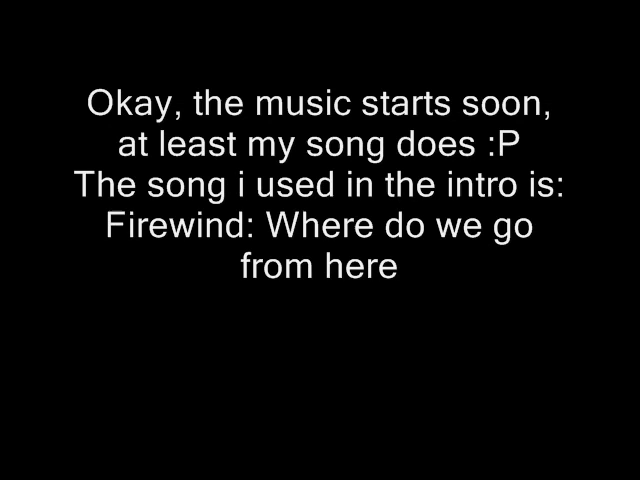 Okay, the music starts soon,
at least my song does :P
The song i used in the intro is:
Firewind: Where do we go
from here